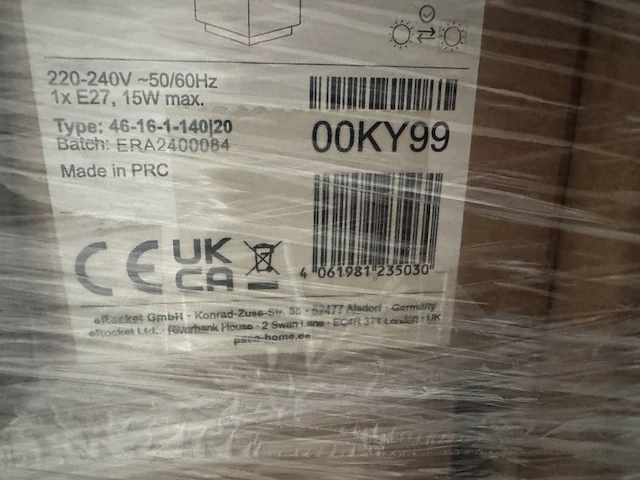 220-240V ~50/60Hz
1x E27, 15W max.
Type: 46-16-1-140|20
Batch: ERA2400084
Made in PRC
00KY99
CE UK
CA
4 061981 235030
eRocket GmbH · Konrad-Zuse-Str. 35 · 52477 Alsdorf · Germany
eRocket Ltd. · Riverbank House · 2 Swan Lane · EC4R 3TT London · UK
paco-home.de